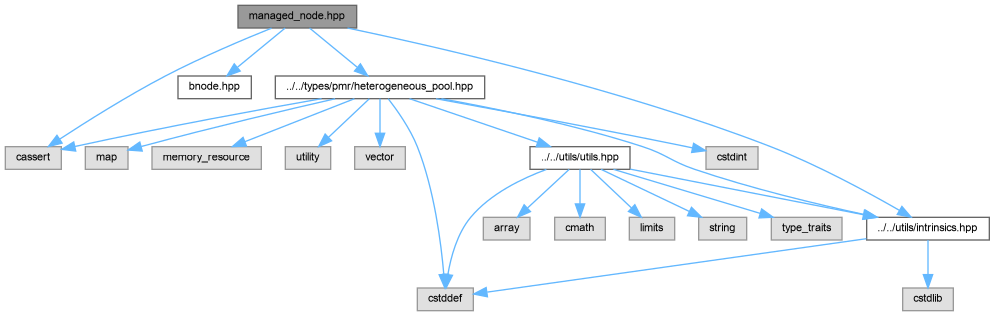 managed_node.hpp
bnode.hpp
../../types/pmr/heterogeneous_pool.hpp
cassert
map
memory_resource
utility
vector
../../utils/utils.hpp
cstdint
array
cmath
limits
string
type_traits
../../utils/intrinsics.hpp
cstddef
cstdlib